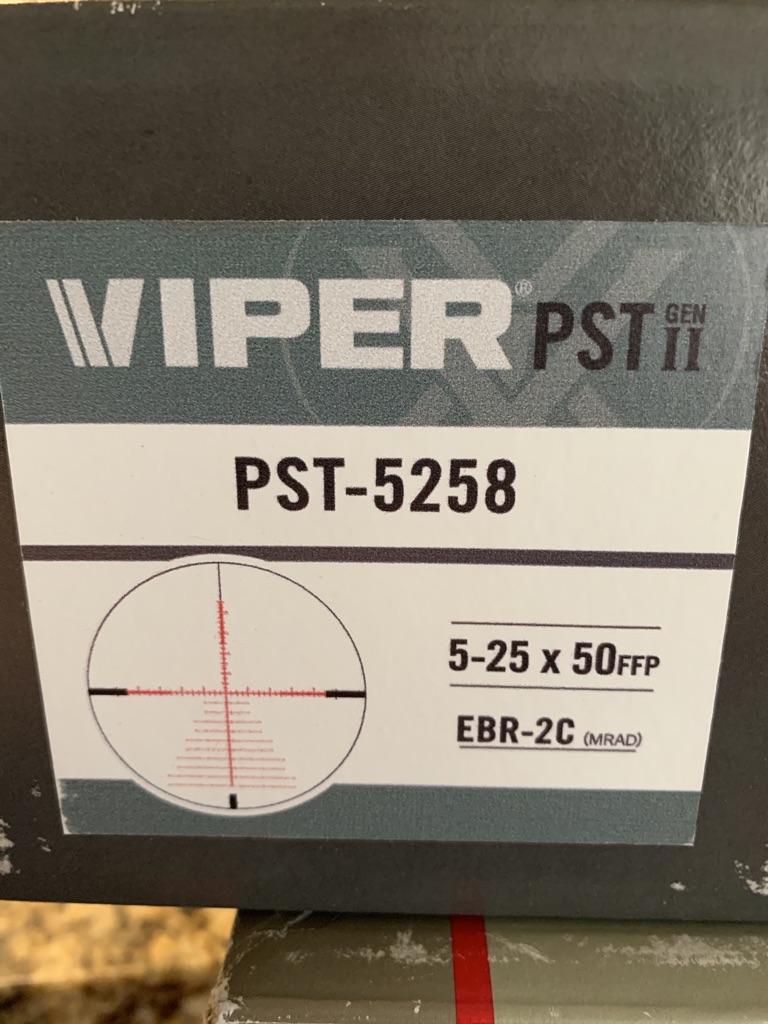 VIPER® PST GEN II
PST-5258
5-25 x 50FFP
EBR-2C (MRAD)